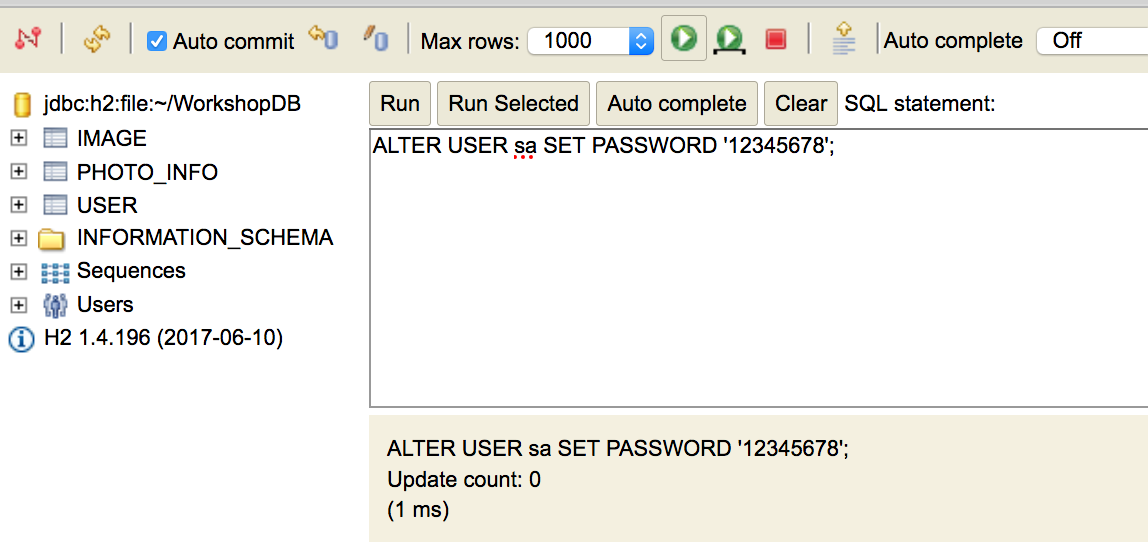 Auto commit Max rows: 1000 Auto complete Off
jdbc:h2:file:~/WorkshopDB
IMAGE
PHOTO_INFO
USER
INFORMATION_SCHEMA
Sequences
Users
H2 1.4.196 (2017-06-10)
Run Run Selected Auto complete Clear SQL statement:
ALTER USER sa SET PASSWORD '12345678';
ALTER USER sa SET PASSWORD '12345678';
Update count: 0
(1 ms)